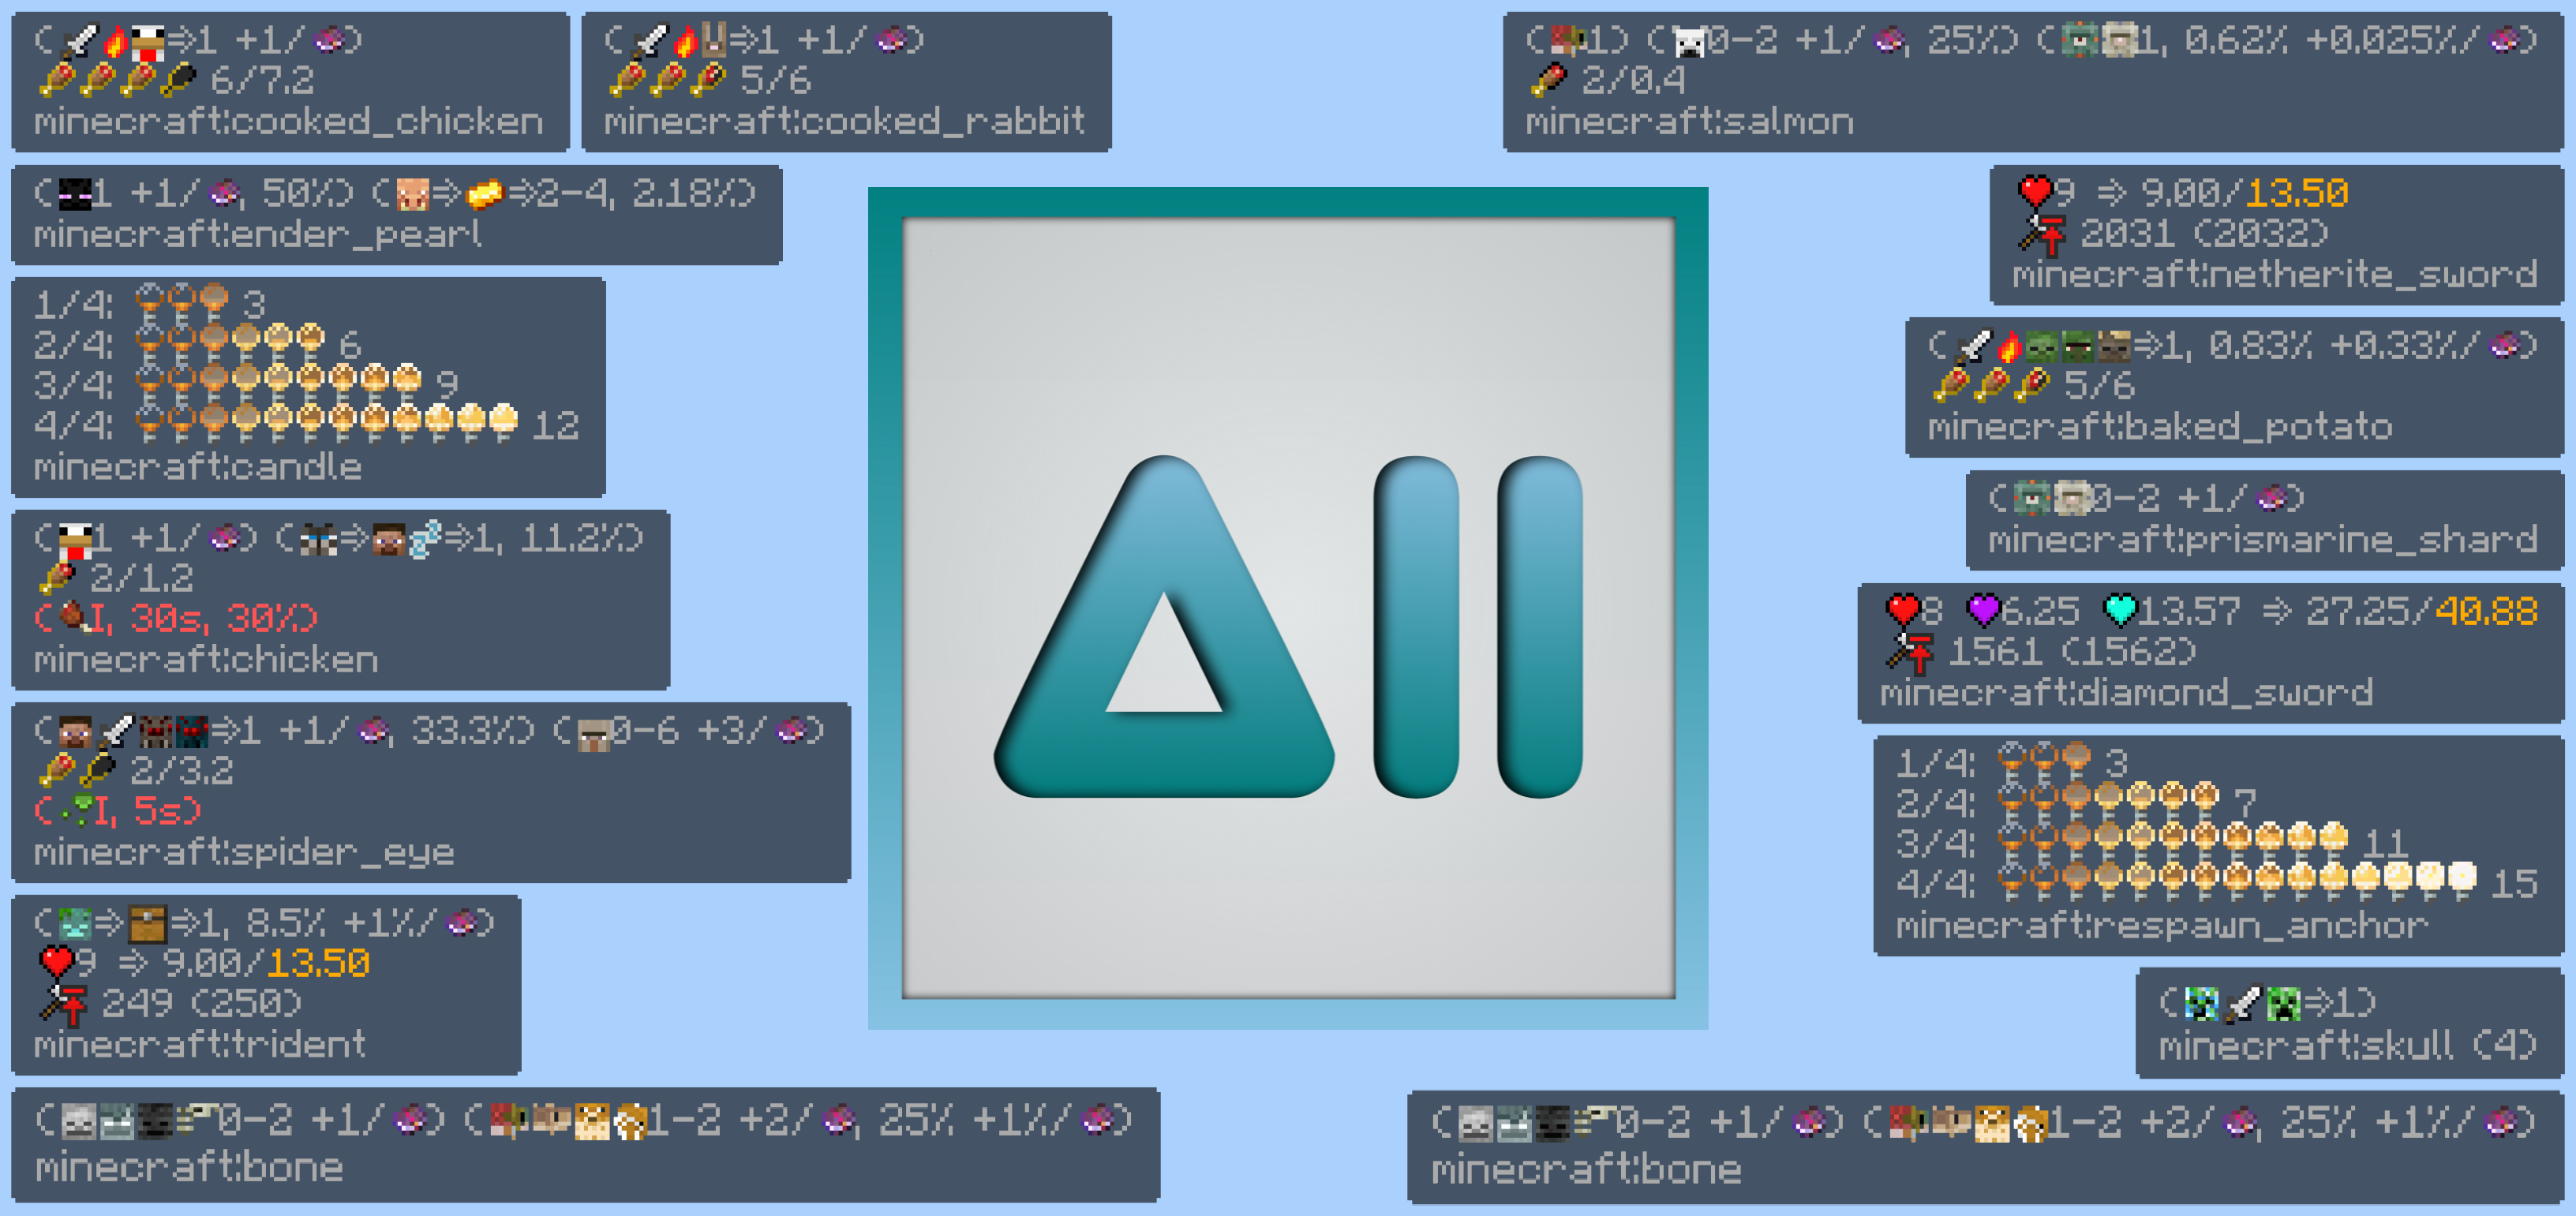 ( ⇒1 +1/ )
6/7.2
minecraft:cooked_chicken
( ⇒1 +1/ )
5/6
minecraft:cooked_rabbit
( 1) ( 0-2 +1/ , 25%) ( 1, 0.62% +0.025%/ )
2/0.4
minecraft:salmon
( 1 +1/ , 50%) ( ⇒ ⇒2-4, 2.18%)
minecraft:ender_pearl
9 ⇒ 9.00/13.50
2031 (2032)
minecraft:netherite_sword
1/4: 3
2/4: 6
3/4: 9
4/4: 12
minecraft:candle
( ⇒1, 0.83% +0.33%/ )
5/6
minecraft:baked_potato
( 0-2 +1/ )
minecraft:prismarine_shard
( 1 +1/ ) ( ⇒ ⇒1, 11.2%)
2/1.2
( I, 30s, 30%)
minecraft:chicken
8 6.25 13.57 ⇒ 27.25/40.88
1561 (1562)
minecraft:diamond_sword
( ⇒1 +1/ , 33.3%) ( 0-6 +3/ )
2/3.2
( I, 5s)
minecraft:spider_eye
1/4: 3
2/4: 7
3/4: 11
4/4: 15
minecraft:respawn_anchor
( ⇒ ⇒1, 8.5% +1%/ )
9 ⇒ 9.00/13.50
249 (250)
minecraft:trident
( ⇒1)
minecraft:skull (4)
( 0-2 +1/ ) ( 1-2 +2/ , 25% +1%/ )
minecraft:bone
( 0-2 +1/ ) ( 1-2 +2/ , 25% +1%/ )
minecraft:bone